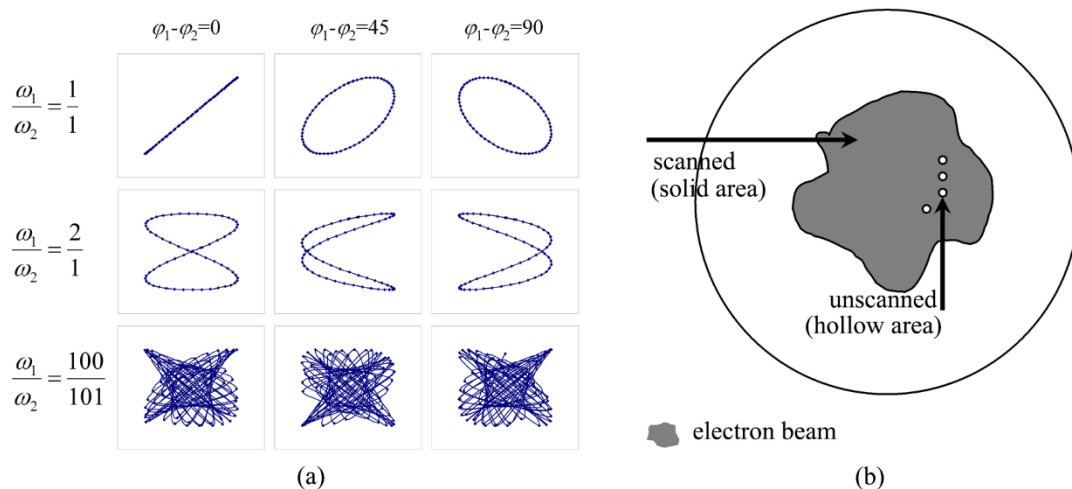 φ₁-φ₂=0 φ₁-φ₂=45 φ₁-φ₂=90
ω₁/ω₂=1/1
ω₁/ω₂=2/1
ω₁/ω₂=100/101
(a)
scanned
(solid area)
unscanned
(hollow area)
electron beam
(b)